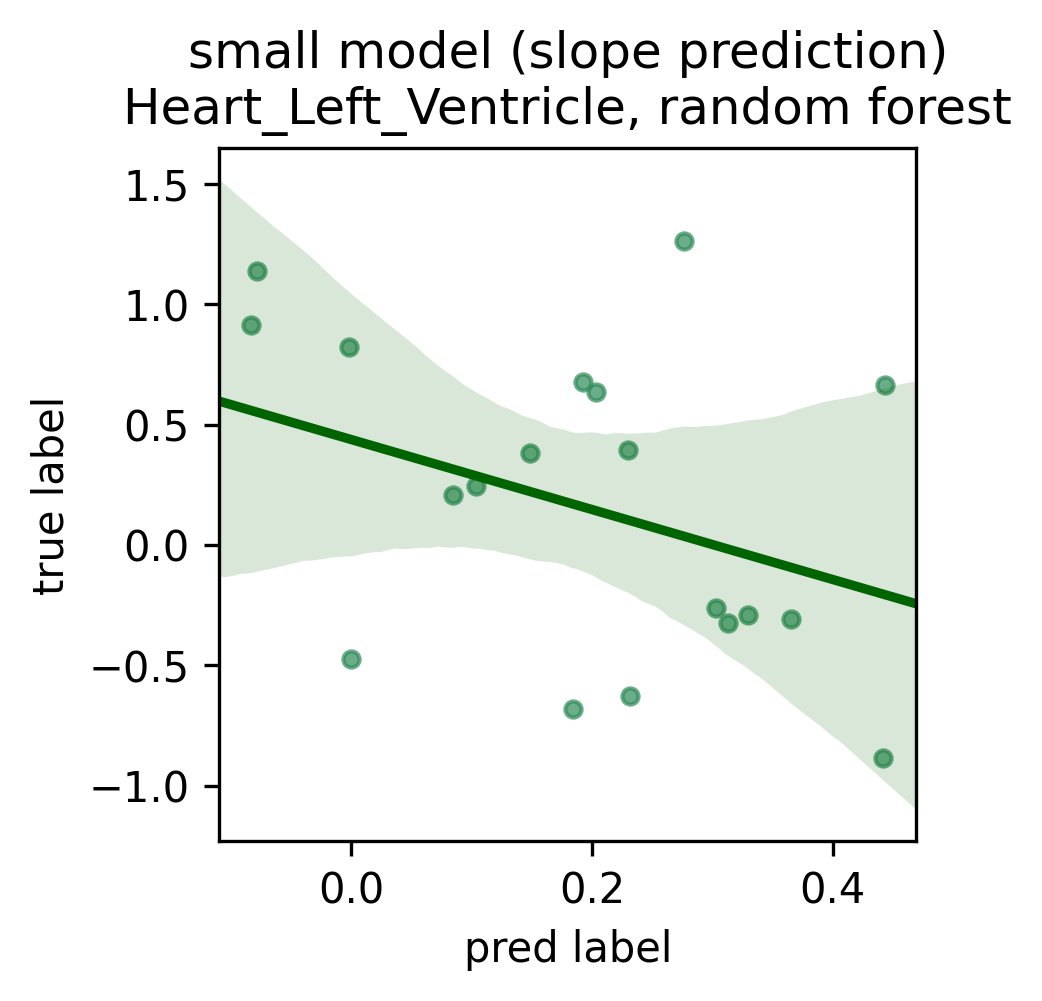 small model (slope prediction)
Heart_Left_Ventricle, random forest
1.5
1.0
0.5
0.0
−0.5
−1.0
true label
0.0 0.2 0.4
pred label